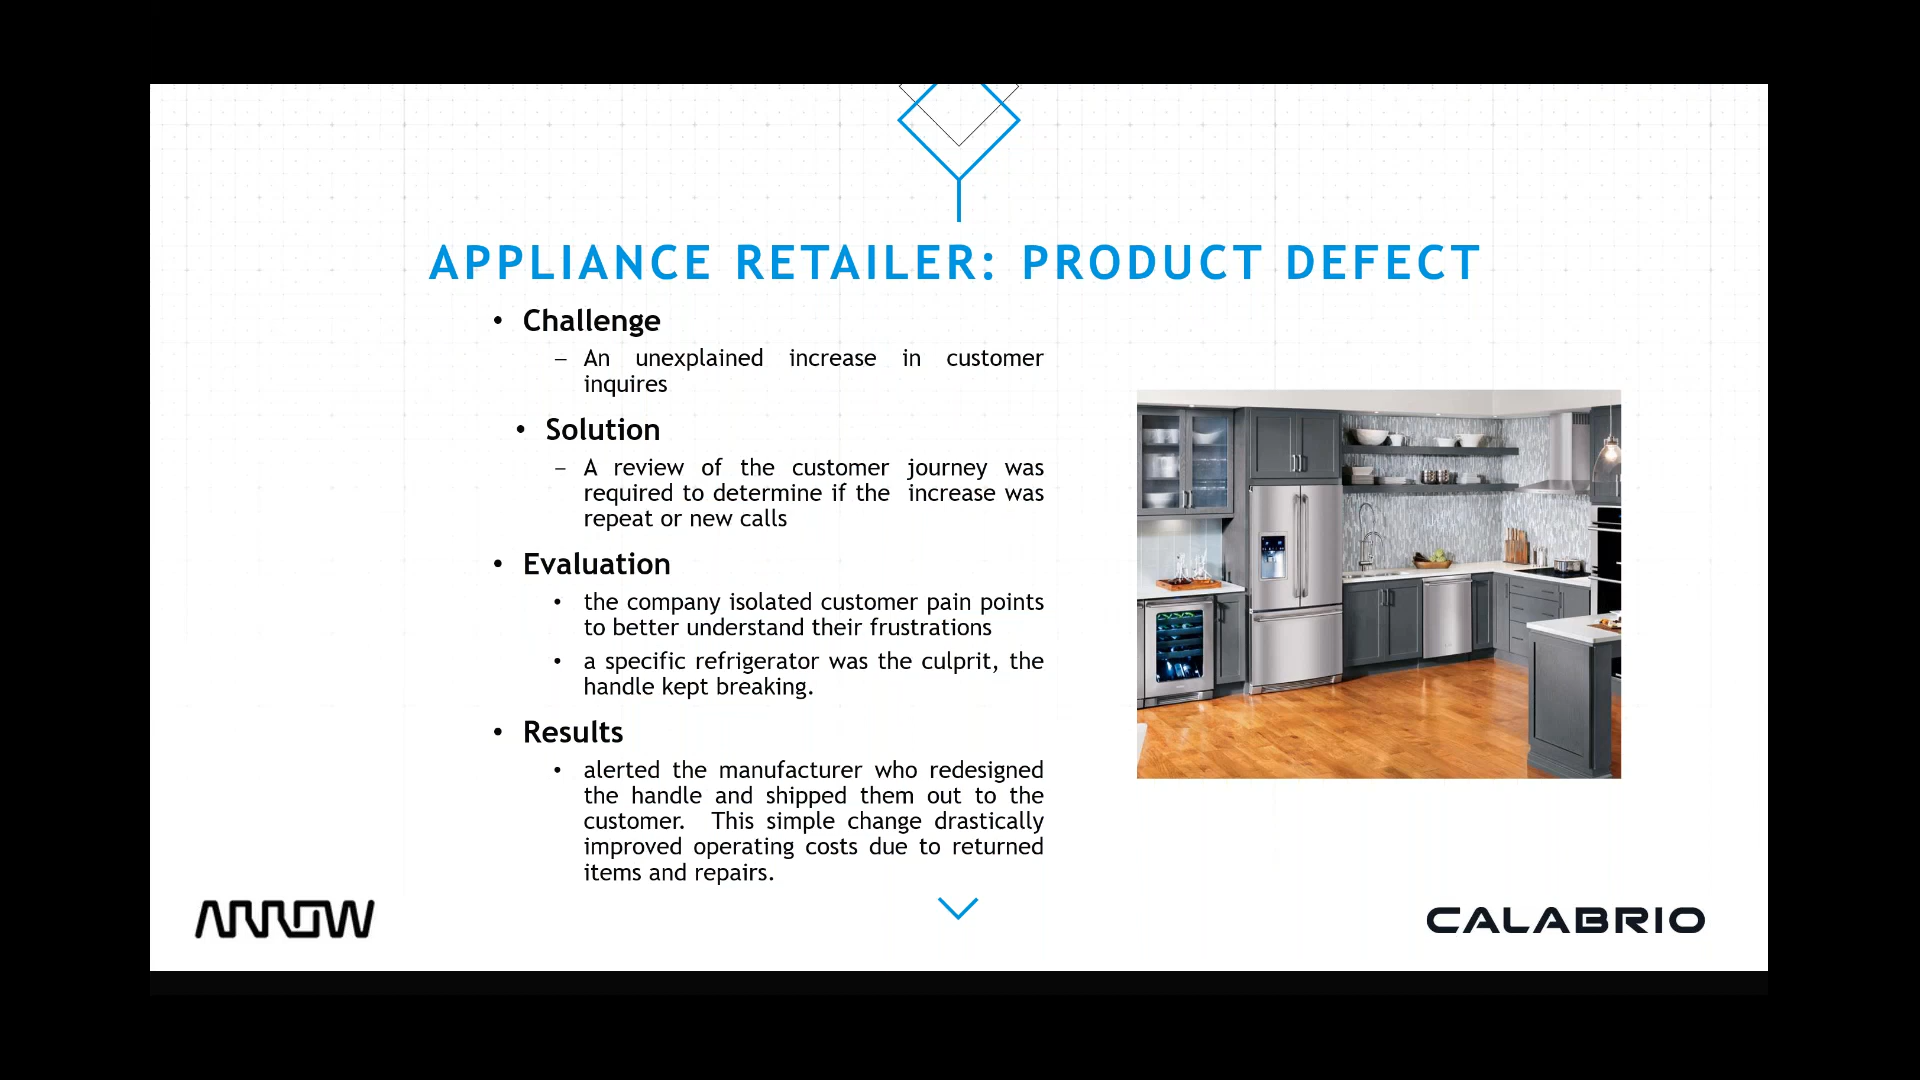 APPLIANCE RETAILER: PRODUCT DEFECT
• Challenge
– An unexplained increase in customer
inquires
• Solution
– A review of the customer journey was
required to determine if the increase was
repeat or new calls
• Evaluation
• the company isolated customer pain points
to better understand their frustrations
• a specific refrigerator was the culprit, the
handle kept breaking.
• Results
• alerted the manufacturer who redesigned
the handle and shipped them out to the
customer. This simple change drastically
improved operating costs due to returned
items and repairs.
ARROW
CALABRIO